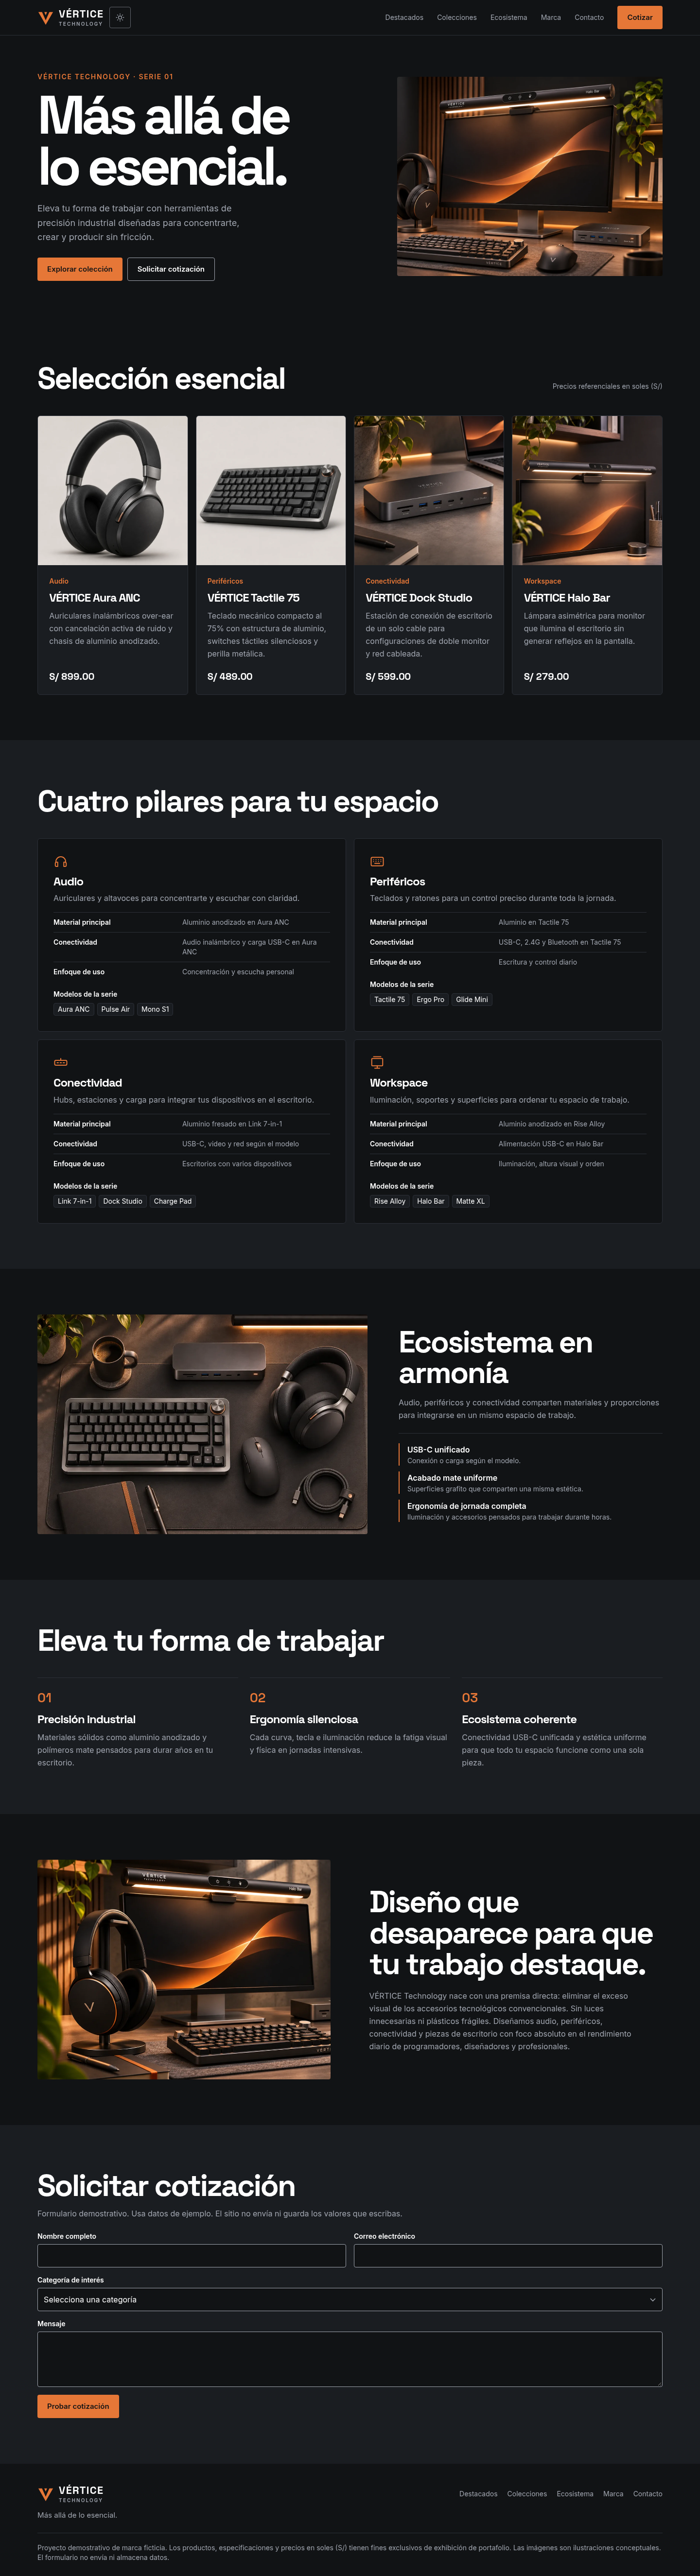 VÉRTICE
TECHNOLOGY
Destacados Colecciones Ecosistema Marca Contacto Cotizar
VÉRTICE TECHNOLOGY · SERIE 01
Más allá de
lo esencial.
Eleva tu forma de trabajar con herramientas de
precisión industrial diseñadas para concentrarte,
crear y producir sin fricción.
Explorar colección Solicitar cotización
Selección esencial
Precios referenciales en soles (S/)
Audio
VÉRTICE Aura ANC
Auriculares inalámbricos over-ear
con cancelación activa de ruido y
chasis de aluminio anodizado.
S/ 899.00
Periféricos
VÉRTICE Tactile 75
Teclado mecánico compacto al
75% con estructura de aluminio,
switches táctiles silenciosos y
perilla metálica.
S/ 489.00
Conectividad
VÉRTICE Dock Studio
Estación de conexión de escritorio
de un solo cable para
configuraciones de doble monitor
y red cableada.
S/ 599.00
Workspace
VÉRTICE Halo Bar
Lámpara asimétrica para monitor
que ilumina el escritorio sin
generar reflejos en la pantalla.
S/ 279.00
Cuatro pilares para tu espacio
Audio
Auriculares y altavoces para concentrarte y escuchar con claridad.
Material principal Aluminio anodizado en Aura ANC
Conectividad Audio inalámbrico y carga USB-C en Aura
ANC
Enfoque de uso Concentración y escucha personal
Modelos de la serie
Aura ANC Pulse Air Mono S1
Periféricos
Teclados y ratones para un control preciso durante toda la jornada.
Material principal Aluminio en Tactile 75
Conectividad USB-C, 2.4G y Bluetooth en Tactile 75
Enfoque de uso Escritura y control diario
Modelos de la serie
Tactile 75 Ergo Pro Glide Mini
Conectividad
Hubs, estaciones y carga para integrar tus dispositivos en el escritorio.
Material principal Aluminio fresado en Link 7-in-1
Conectividad USB-C, video y red según el modelo
Enfoque de uso Escritorios con varios dispositivos
Modelos de la serie
Link 7-in-1 Dock Studio Charge Pad
Workspace
Iluminación, soportes y superficies para ordenar tu espacio de trabajo.
Material principal Aluminio anodizado en Rise Alloy
Conectividad Alimentación USB-C en Halo Bar
Enfoque de uso Iluminación, altura visual y orden
Modelos de la serie
Rise Alloy Halo Bar Matte XL
Ecosistema en
armonía
Audio, periféricos y conectividad comparten materiales y proporciones
para integrarse en un mismo espacio de trabajo.
USB-C unificado
Conexión o carga según el modelo.
Acabado mate uniforme
Superficies grafito que comparten una misma estética.
Ergonomía de jornada completa
Iluminación y accesorios pensados para trabajar durante horas.
Eleva tu forma de trabajar
01
Precisión industrial
Materiales sólidos como aluminio anodizado y
polímeros mate pensados para durar años en tu
escritorio.
02
Ergonomía silenciosa
Cada curva, tecla e iluminación reduce la fatiga visual
y física en jornadas intensivas.
03
Ecosistema coherente
Conectividad USB-C unificada y estética uniforme
para que todo tu espacio funcione como una sola
pieza.
VÉRTICE
Diseño que
desaparece para que
tu trabajo destaque.
VÉRTICE Technology nace con una premisa directa: eliminar el exceso
visual de los accesorios tecnológicos convencionales. Sin luces
innecesarias ni plásticos frágiles. Diseñamos audio, periféricos,
conectividad y piezas de escritorio con foco absoluto en el rendimiento
diario de programadores, diseñadores y profesionales.
Solicitar cotización
Formulario demostrativo. Usa datos de ejemplo. El sitio no envía ni guarda los valores que escribas.
Nombre completo
Correo electrónico
Categoría de interés
Selecciona una categoría
Mensaje
Probar cotización
VÉRTICE
TECHNOLOGY
Más allá de lo esencial.
Destacados Colecciones Ecosistema Marca Contacto
Proyecto demostrativo de marca ficticia. Los productos, especificaciones y precios en soles (S/) tienen fines exclusivos de exhibición de portafolio. Las imágenes son ilustraciones conceptuales.
El formulario no envía ni almacena datos.